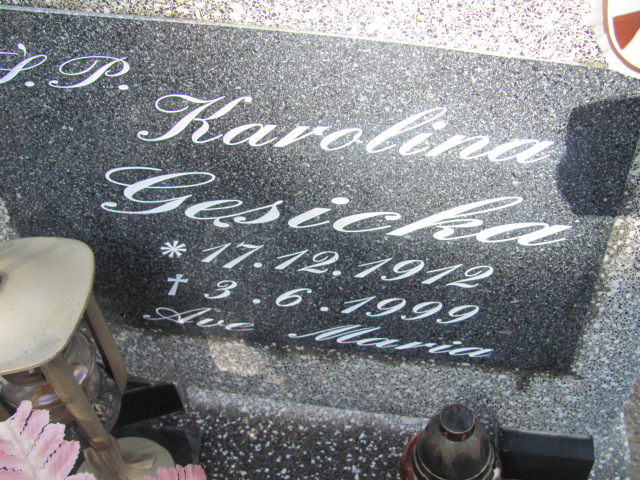 Ś.P.
Karolina
Gęsicka
* 17.12.1912
† 3.6.1999
Ave Maria